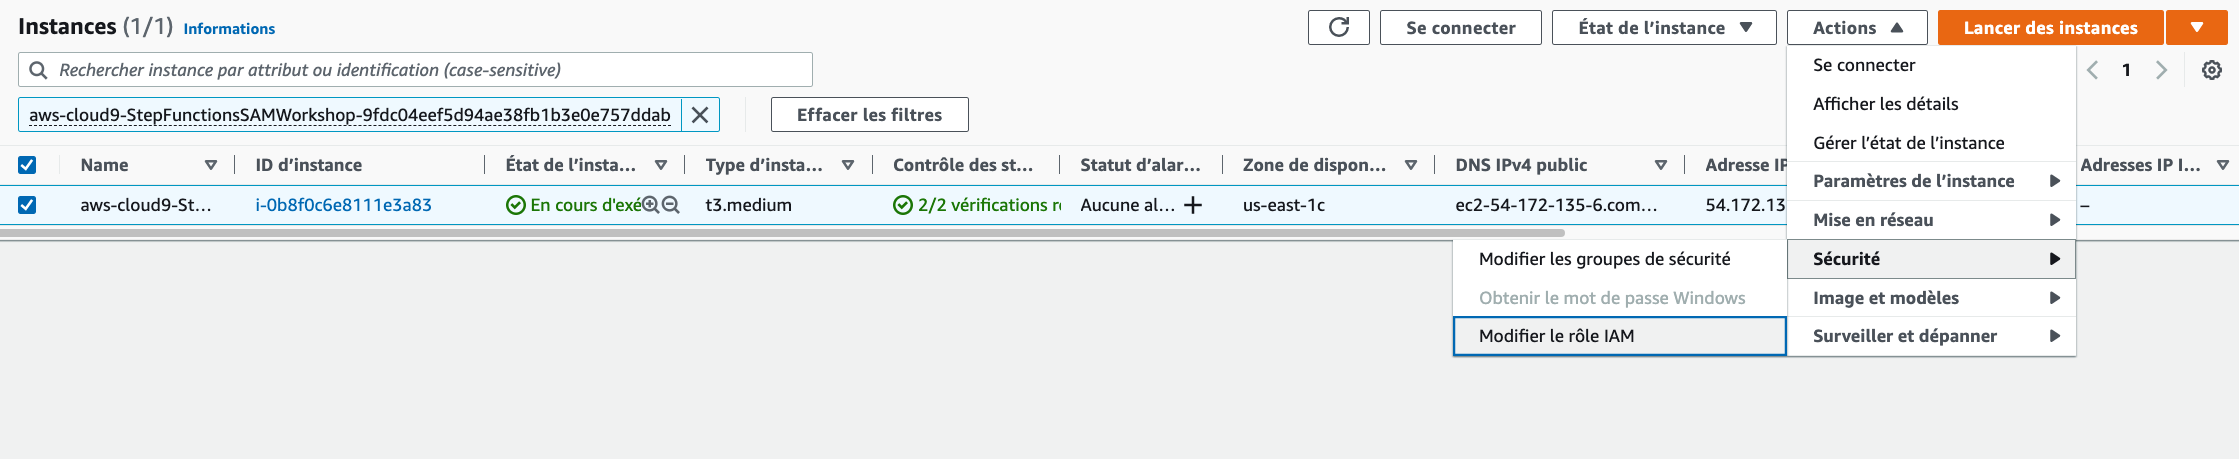 Instances (1/1) Informations
Se connecter
État de l'instance
Actions
Lancer des instances
Rechercher instance par attribut ou identification (case-sensitive)
1
aws-cloud9-StepFunctionsSAMWorkshop-9fdc04eef5d94ae38fb1b3e0e757ddab
Effacer les filtres
Name
ID d'instance
État de l'insta…
Type d'insta…
Contrôle des st…
Statut d'alar…
Zone de dispon…
DNS IPv4 public
Adresse IP
Adresses IP I…
aws-cloud9-St…
i-0b8f0c6e8111e3a83
En cours d'exé
t3.medium
2/2 vérifications r
Aucune al…
us-east-1c
ec2-54-172-135-6.com…
54.172.13
–
Se connecter
Afficher les détails
Gérer l'état de l'instance
Paramètres de l'instance
Mise en réseau
Sécurité
Image et modèles
Surveiller et dépanner
Modifier les groupes de sécurité
Obtenir le mot de passe Windows
Modifier le rôle IAM